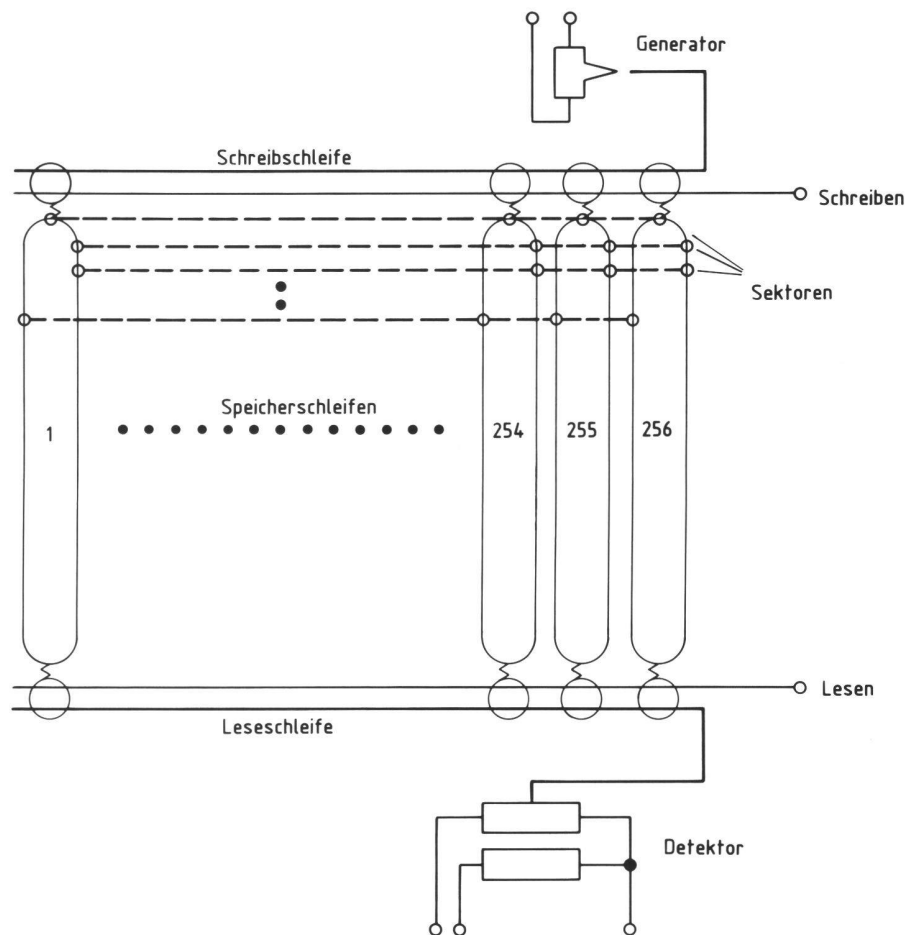 Generator
Schreibschleife
Schreiben
Sektoren
Speicherschleifen
1
254
255
256
Lesen
Leseschleife
Detektor